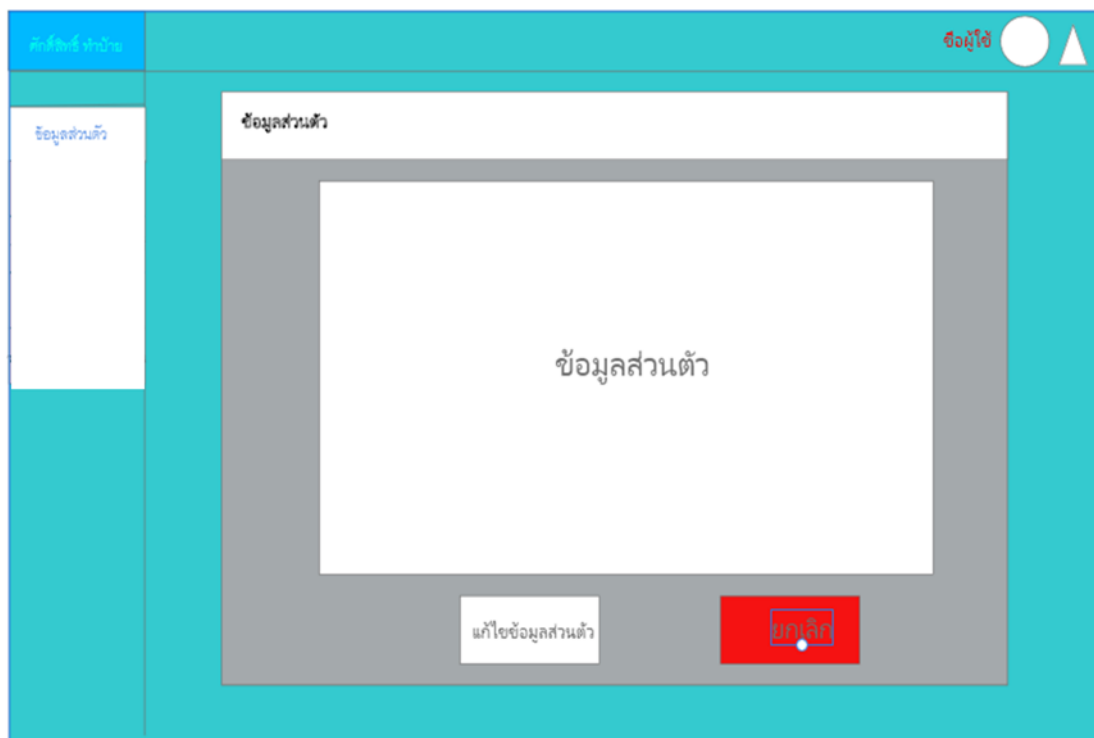 ศักดิ์สิทธิ์ ทำป้าย
ชื่อผู้ใช้
ข้อมูลส่วนตัว
ข้อมูลส่วนตัว
ข้อมูลส่วนตัว
แก้ไขข้อมูลส่วนตัว
ยกเลิก